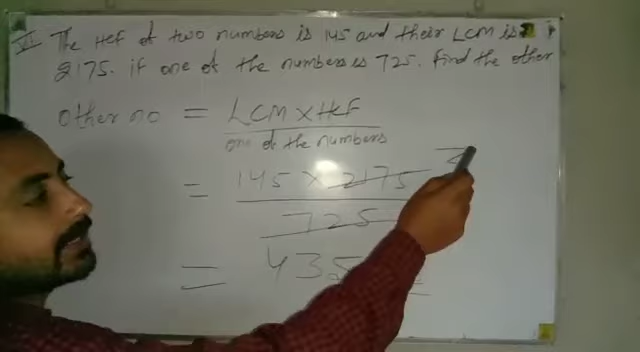 VI The HCF of two numbers is 145 and their LCM is
2175. if one of the numbers is 725. find the other
other no = LCM x HCF
one of the numbers
= 145 x 2175
725
= 435